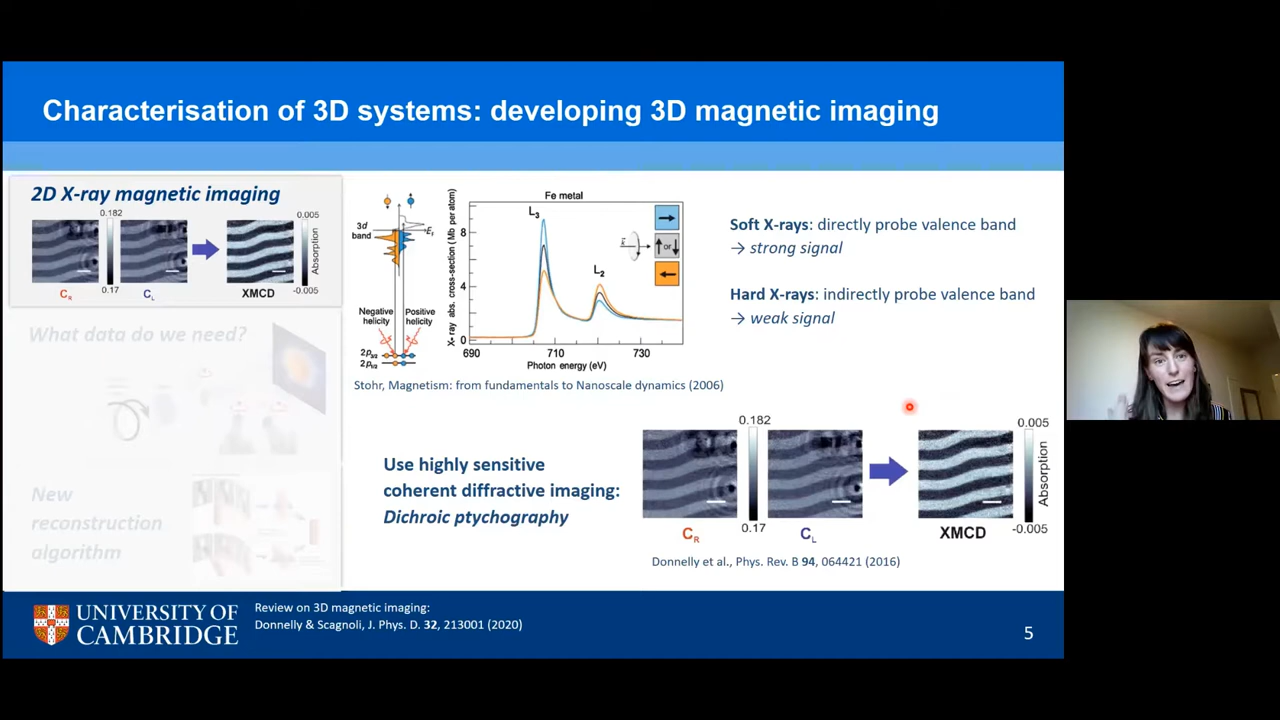 Characterisation of 3D systems: developing 3D magnetic imaging
2D X-ray magnetic imaging
0.182
0.17
C_R
C_L
XMCD
0.005
-0.005
Absorption
What data do we need?
New
reconstruction
algorithm
3d
band
E_f
Negative
helicity
Positive
helicity
2p3/2
2p1/2
Fe metal
X-ray abs. cross-section (Mb per atom)
8
4
0
L3
L2
or
690
710
730
Photon energy (eV)
Stohr, Magnetism: from fundamentals to Nanoscale dynamics (2006)
Soft X-rays: directly probe valence band
→ strong signal
Hard X-rays: indirectly probe valence band
→ weak signal
Use highly sensitive
coherent diffractive imaging:
Dichroic ptychography
0.182
0.17
C_R
C_L
XMCD
0.005
-0.005
Absorption
Donnelly et al., Phys. Rev. B 94, 064421 (2016)
UNIVERSITY OF
CAMBRIDGE
Review on 3D magnetic imaging:
Donnelly & Scagnoli, J. Phys. D. 32, 213001 (2020)
5